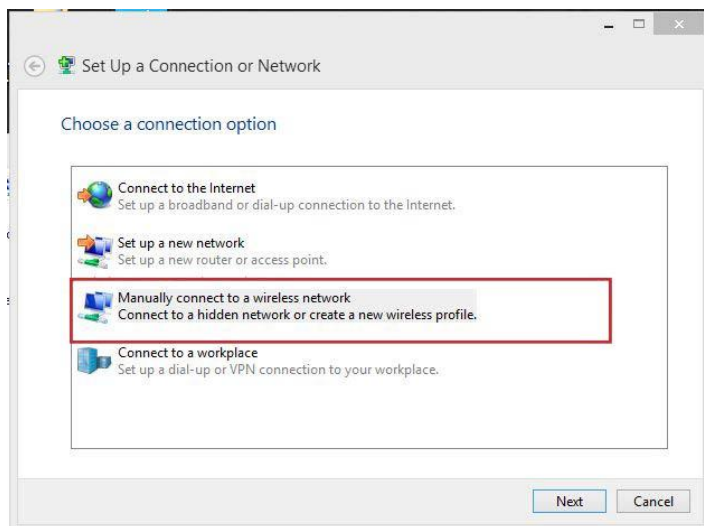 Set Up a Connection or Network
Choose a connection option
Connect to the Internet
Set up a broadband or dial-up connection to the Internet.
Set up a new network
Set up a new router or access point.
Manually connect to a wireless network
Connect to a hidden network or create a new wireless profile.
Connect to a workplace
Set up a dial-up or VPN connection to your workplace.
Next
Cancel